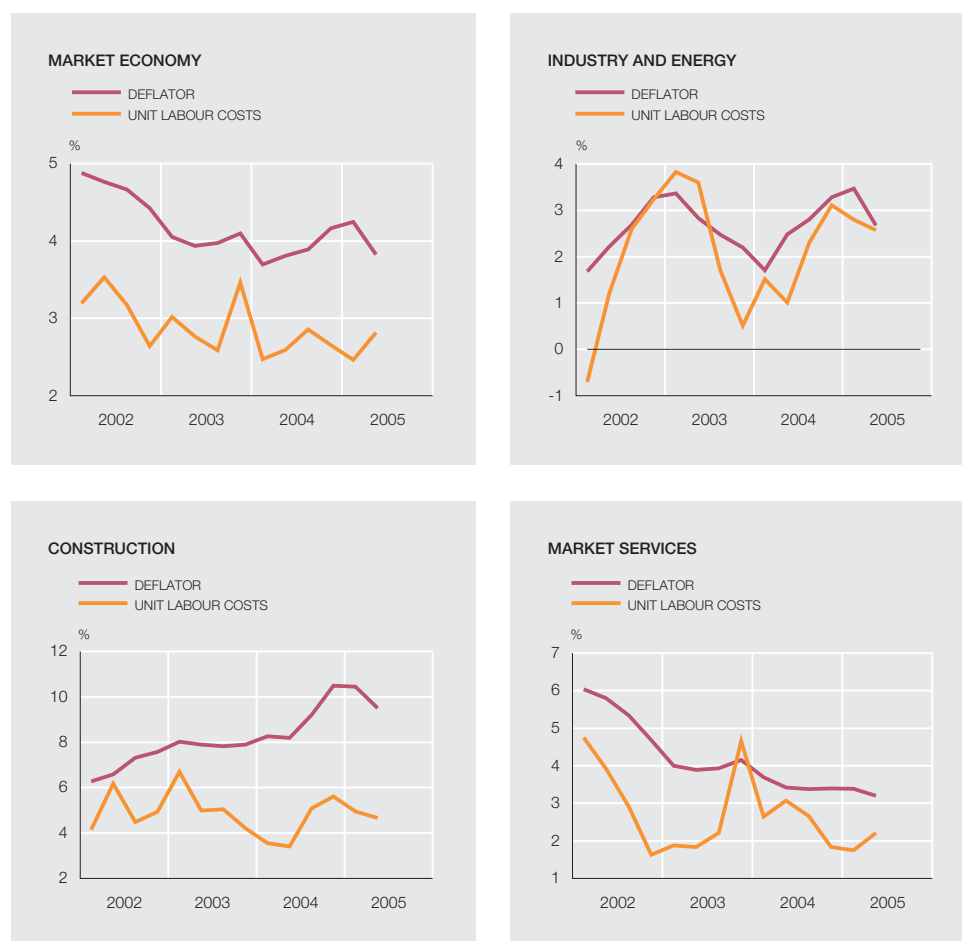 MARKET ECONOMY
DEFLATOR
UNIT LABOUR COSTS
%
5
4
3
2
2002 2003 2004 2005
INDUSTRY AND ENERGY
DEFLATOR
UNIT LABOUR COSTS
%
4
3
2
1
0
-1
2002 2003 2004 2005
CONSTRUCTION
DEFLATOR
UNIT LABOUR COSTS
%
12
10
8
6
4
2
2002 2003 2004 2005
MARKET SERVICES
DEFLATOR
UNIT LABOUR COSTS
%
7
6
5
4
3
2
1
2002 2003 2004 2005